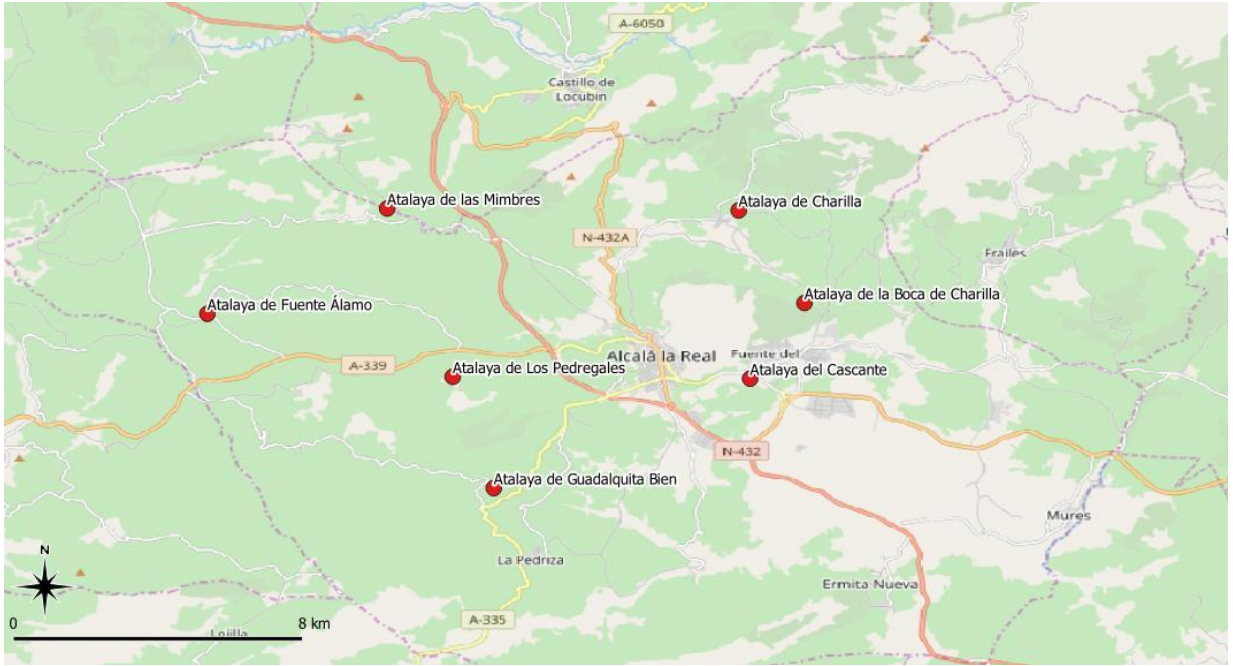 A-6050
Castillo de
Locubín
Atalaya de las Mimbres
Atalaya de Charilla
N-432A
Frailes
Atalaya de Fuente Álamo
Atalaya de la Boca de Charilla
Alcalá la Real
Fuente del
A-339
Atalaya de Los Pedregales
Atalaya del Cascante
N-432
Atalaya de Guadalquita Bien
Mures
La Pedriza
Ermita Nueva
N
A-335
0
8 km
Lojilla